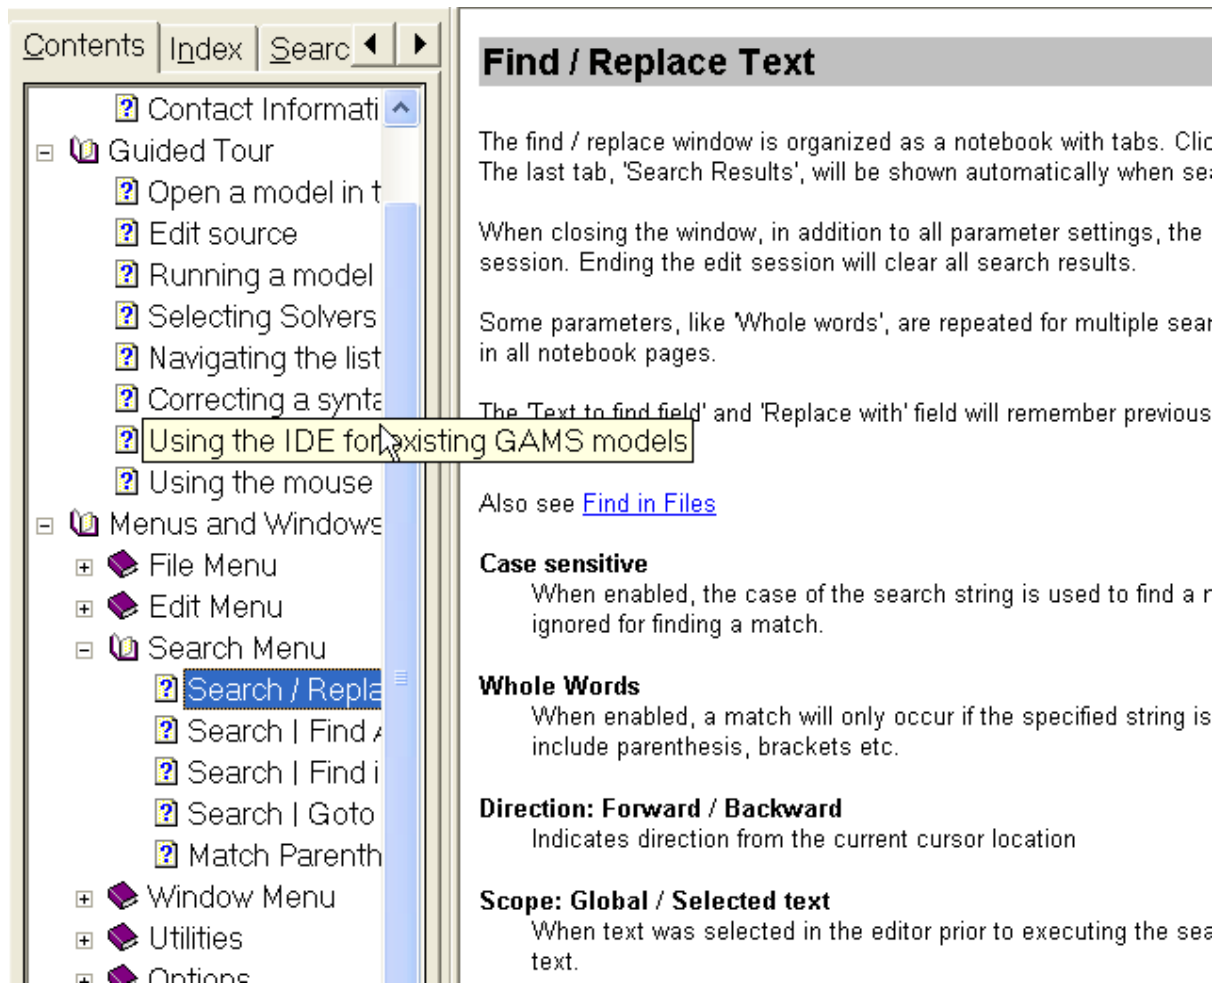 Contents Index Searc
Contact Informati
Guided Tour
Open a model in t
Edit source
Running a model
Selecting Solvers
Navigating the list
Correcting a synta
Using the IDE for existing GAMS models
Using the mouse
Menus and Windows
File Menu
Edit Menu
Search Menu
Search / Repla
Search | Find A
Search | Find i
Search | Goto
Match Parenth
Window Menu
Utilities
Options
Find / Replace Text
The find / replace window is organized as a notebook with tabs. Clic
The last tab, 'Search Results', will be shown automatically when sea
When closing the window, in addition to all parameter settings, the
session. Ending the edit session will clear all search results.
Some parameters, like 'Whole words', are repeated for multiple sear
in all notebook pages.
The 'Text to find field' and 'Replace with' field will remember previous
Also see Find in Files
Case sensitive
When enabled, the case of the search string is used to find a
ignored for finding a match.
Whole Words
When enabled, a match will only occur if the specified string is
include parenthesis, brackets etc.
Direction: Forward / Backward
Indicates direction from the current cursor location
Scope: Global / Selected text
When text was selected in the editor prior to executing the sea
text.